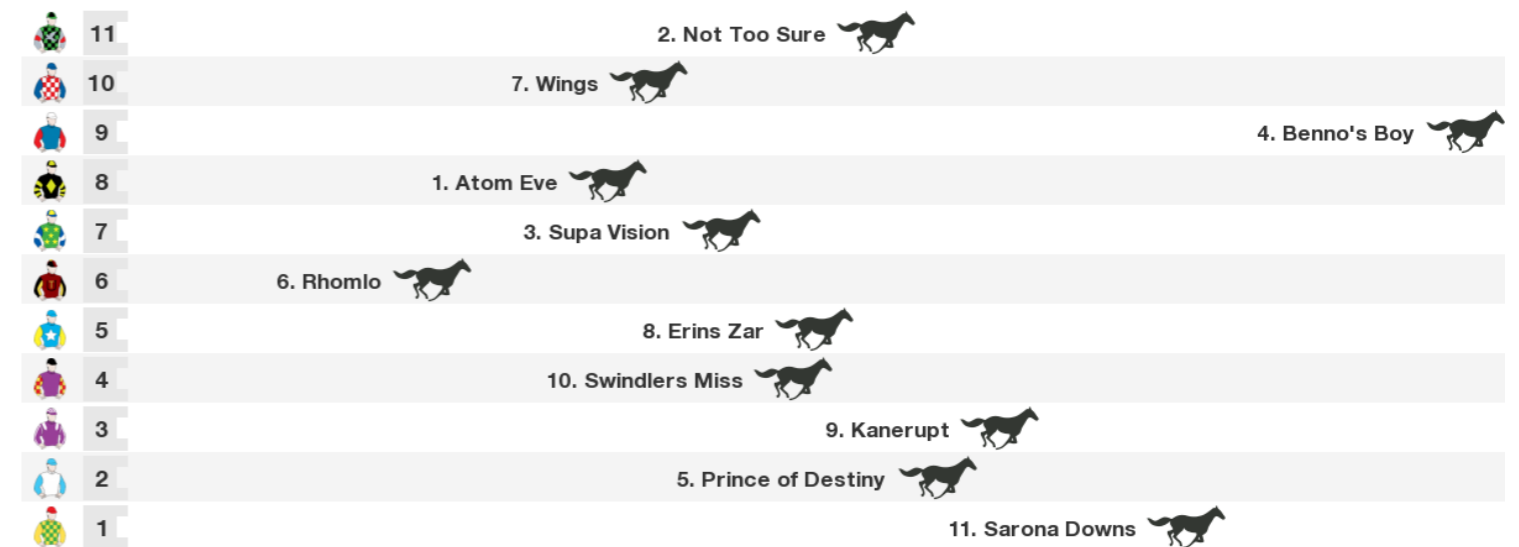 11 2. Not Too Sure
10 7. Wings
9 4. Benno's Boy
8 1. Atom Eve
7 3. Supa Vision
6 6. Rhomlo
5 8. Erins Zar
4 10. Swindlers Miss
3 9. Kanerupt
2 5. Prince of Destiny
1 11. Sarona Downs